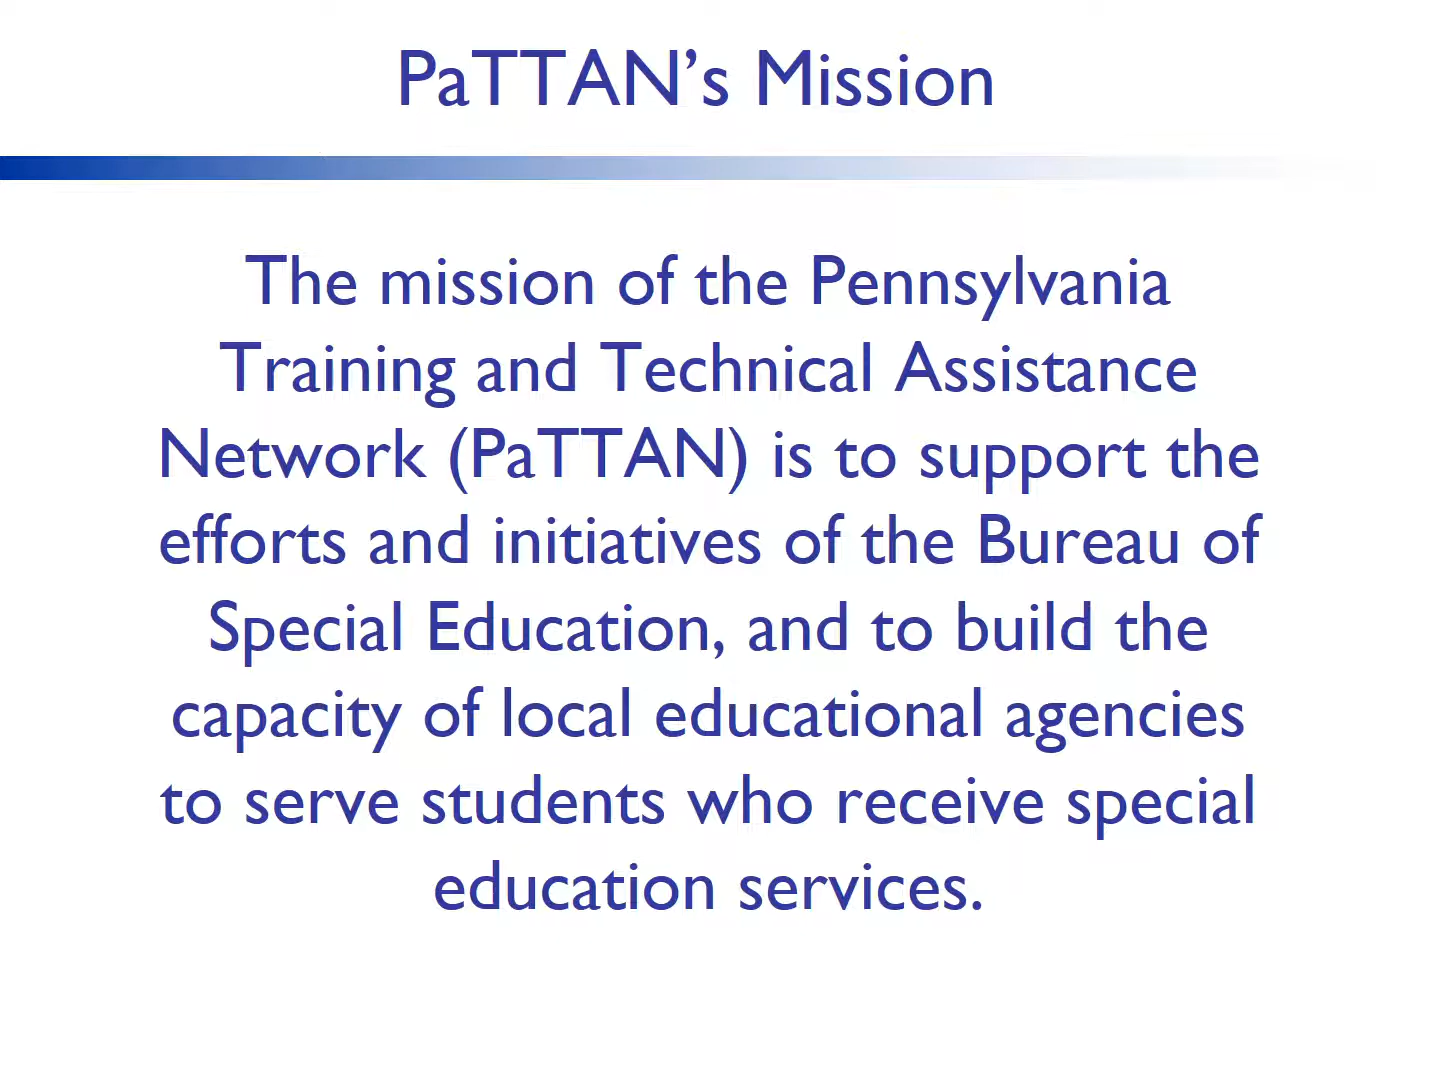 PaTTAN’s Mission
The mission of the Pennsylvania
Training and Technical Assistance
Network (PaTTAN) is to support the
efforts and initiatives of the Bureau of
Special Education, and to build the
capacity of local educational agencies
to serve students who receive special
education services.